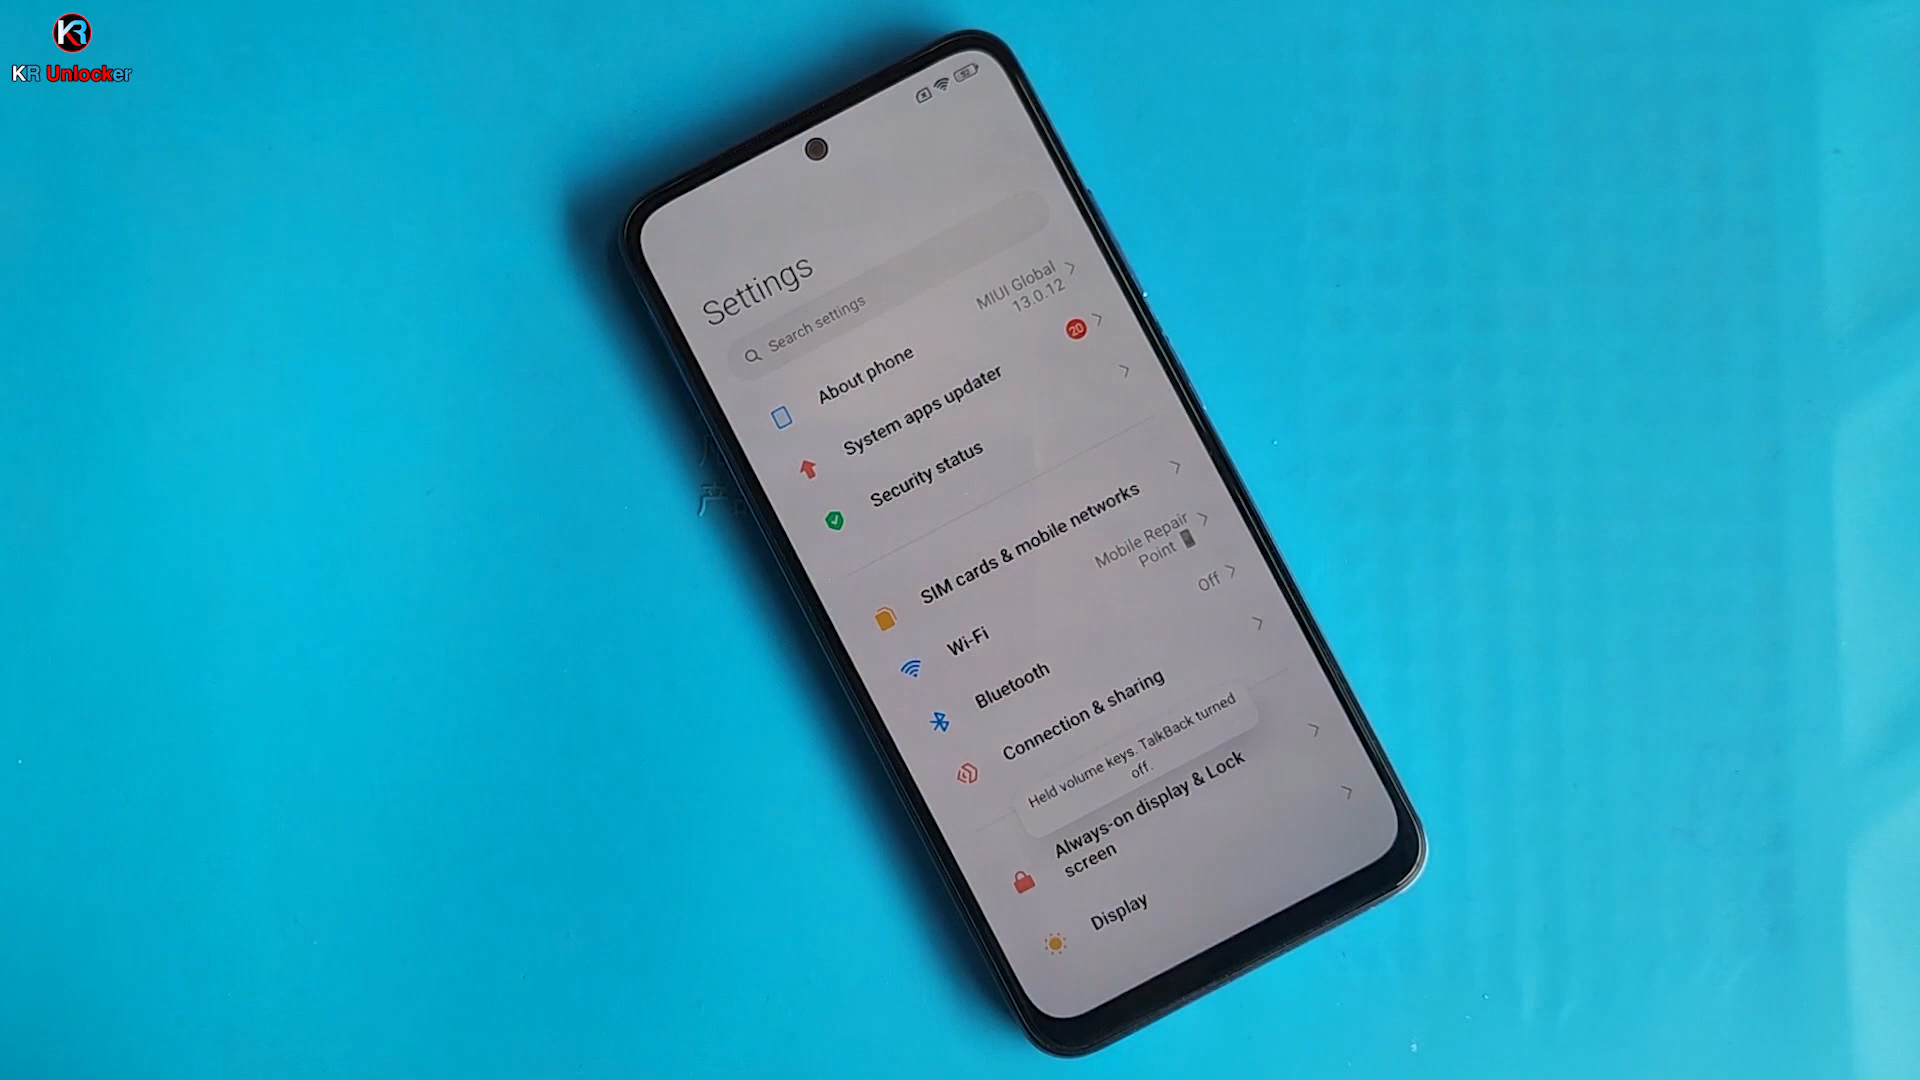 KR
KR Unlocker
Settings
Search settings
About phone
MIUI Global
13.0.12
System apps updater
20
Security status
SIM cards & mobile networks
Wi-Fi
Mobile Repair
Point
Bluetooth
Off
Connection & sharing
Held volume keys. TalkBack turned
off.
Always-on display & Lock
screen
Display